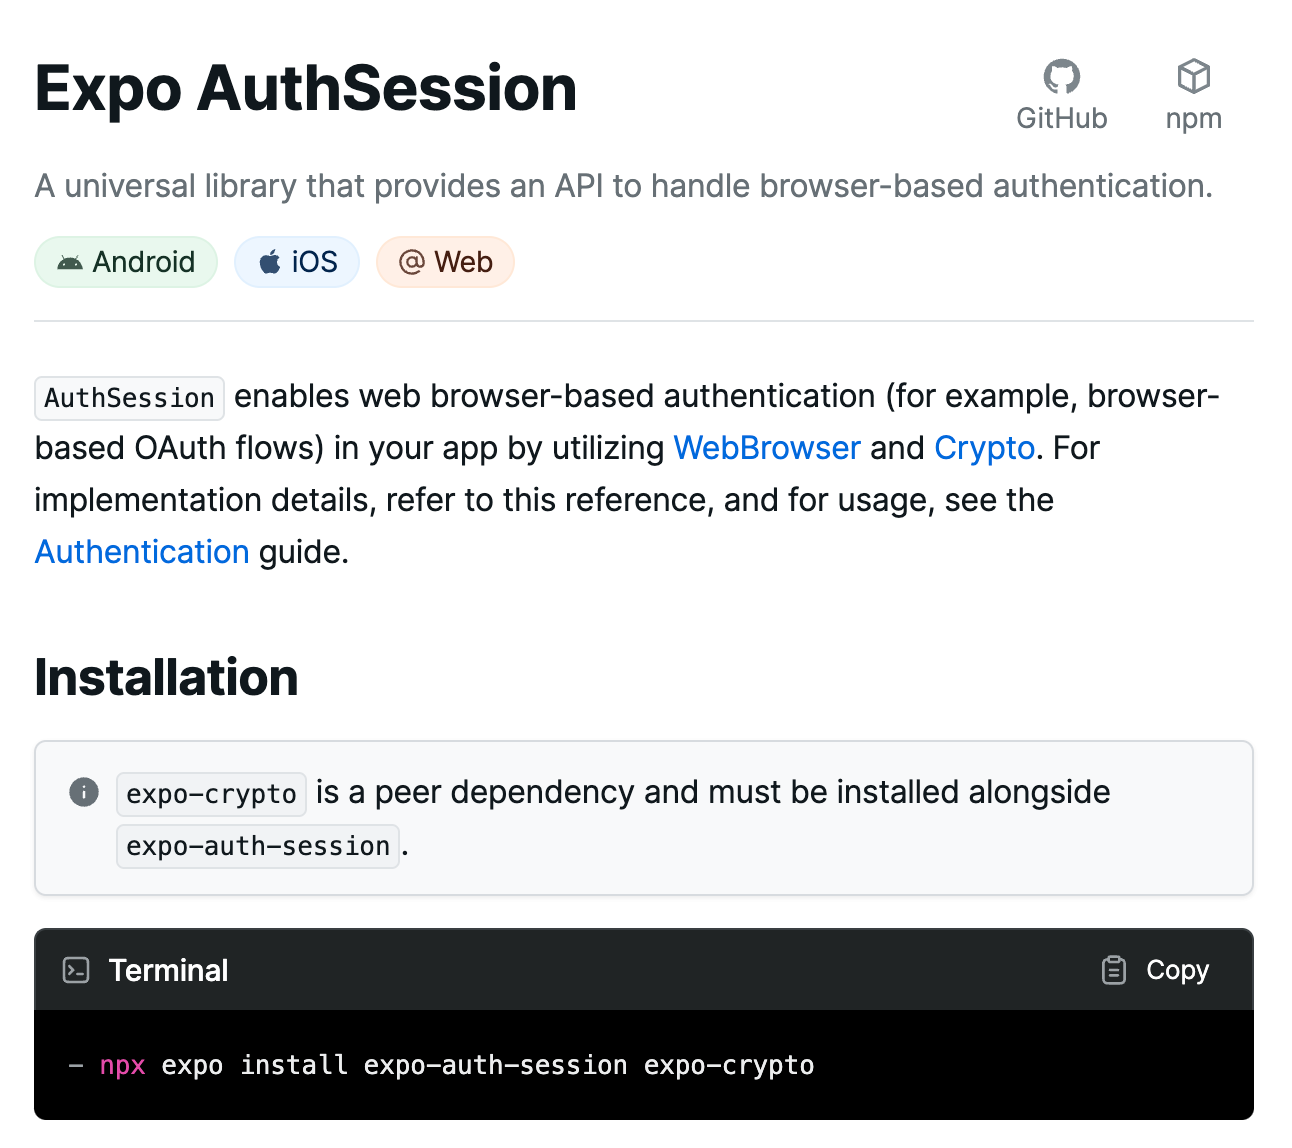 Expo AuthSession
GitHub
npm
A universal library that provides an API to handle browser-based authentication.
Android
iOS
Web
AuthSession enables web browser-based authentication (for example, browser-
based OAuth flows) in your app by utilizing WebBrowser and Crypto. For
implementation details, refer to this reference, and for usage, see the
Authentication guide.
Installation
expo-crypto is a peer dependency and must be installed alongside
expo-auth-session.
Terminal
Copy
– npx expo install expo-auth-session expo-crypto